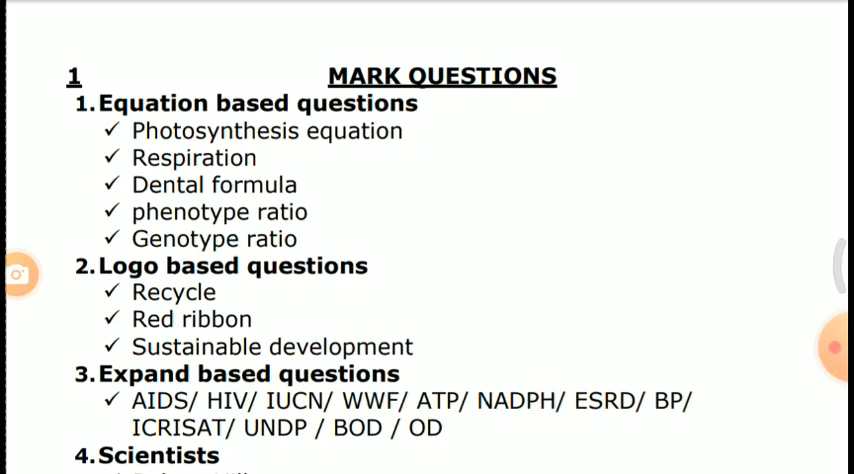 1 MARK QUESTIONS
1. Equation based questions
✓ Photosynthesis equation
✓ Respiration
✓ Dental formula
✓ phenotype ratio
✓ Genotype ratio
2. Logo based questions
✓ Recycle
✓ Red ribbon
✓ Sustainable development
3. Expand based questions
✓ AIDS/ HIV/ IUCN/ WWF/ ATP/ NADPH/ ESRD/ BP/
ICRISAT/ UNDP / BOD / OD
4. Scientists